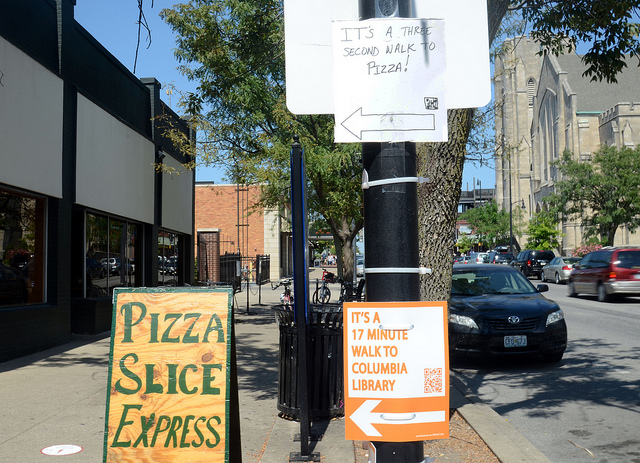 IT'S A THREE
SECOND WALK TO
PIZZA!
IT'S A
17 MINUTE
WALK TO
COLUMBIA
LIBRARY
PIZZA
SLICE
EXPRESS